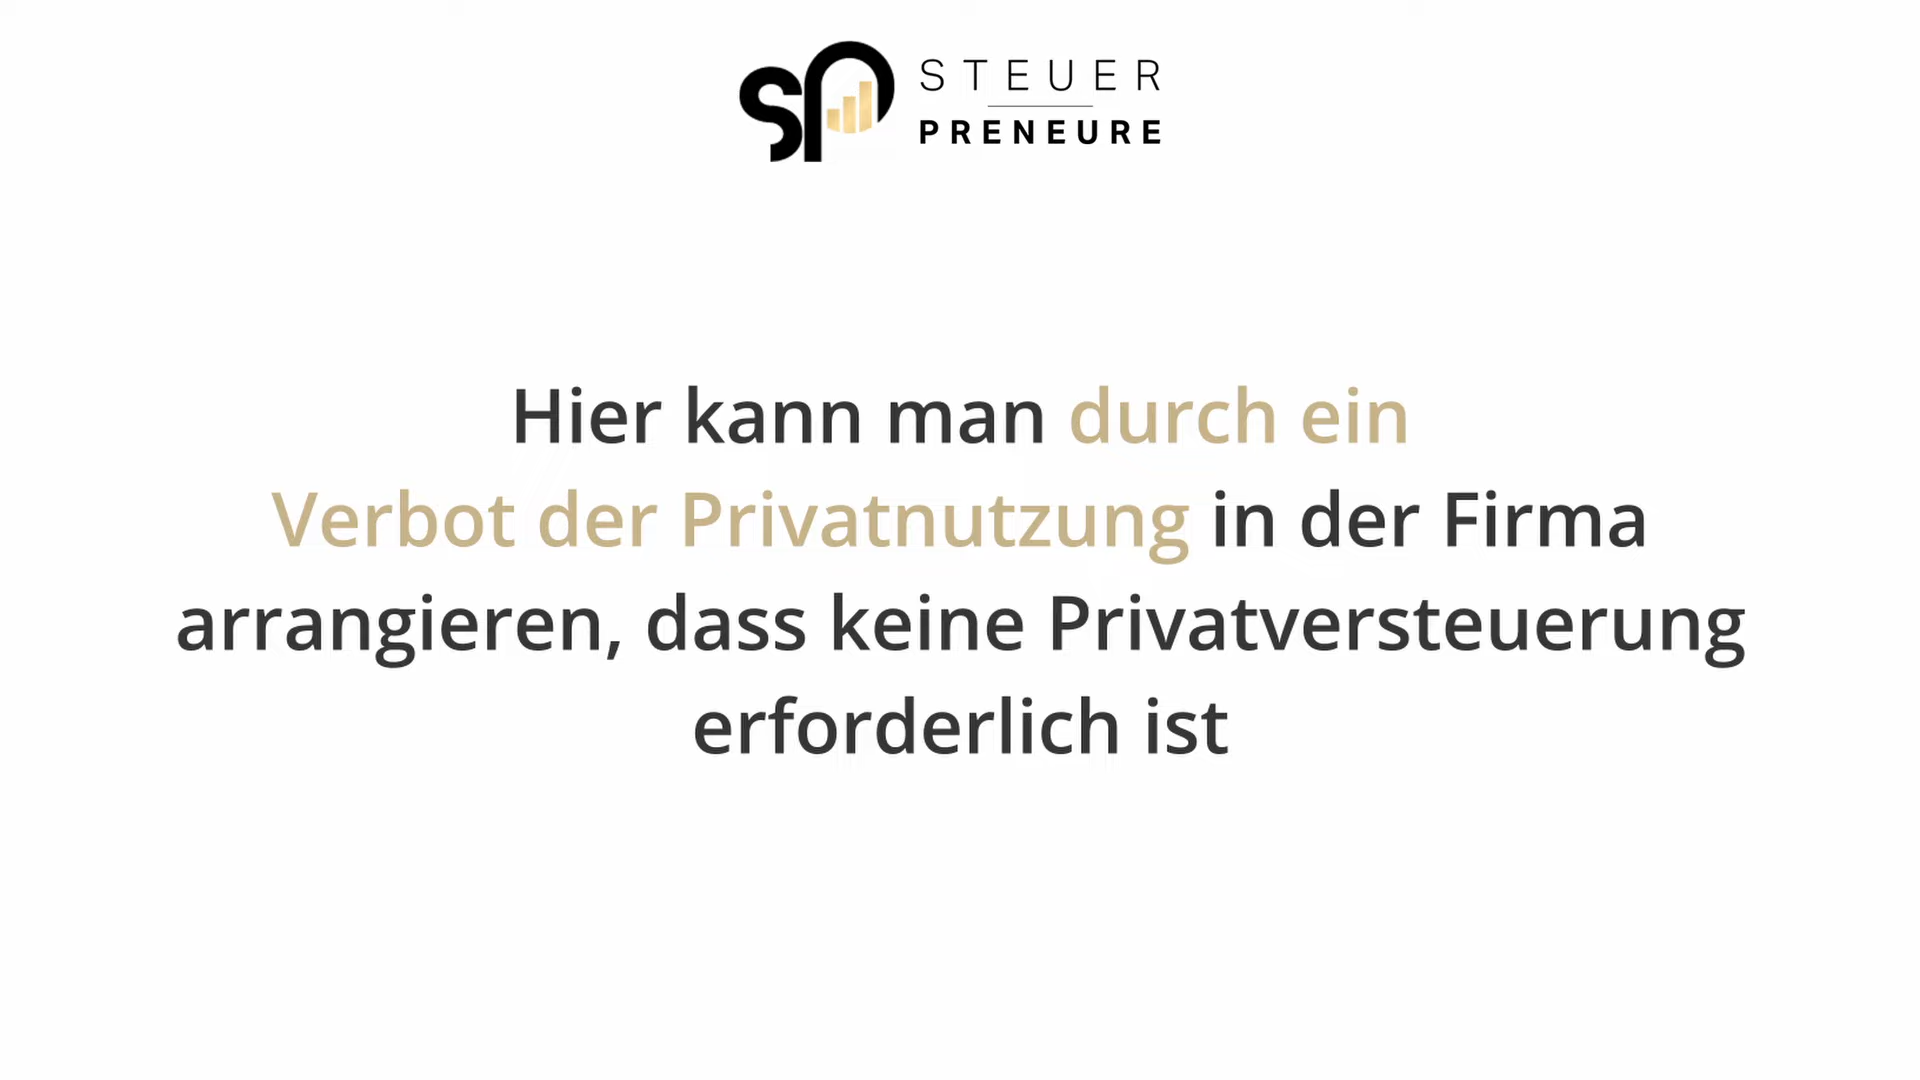 SP
STEUER
PRENEURE
Hier kann man durch ein
Verbot der Privatnutzung in der Firma
arrangieren, dass keine Privatversteuerung
erforderlich ist